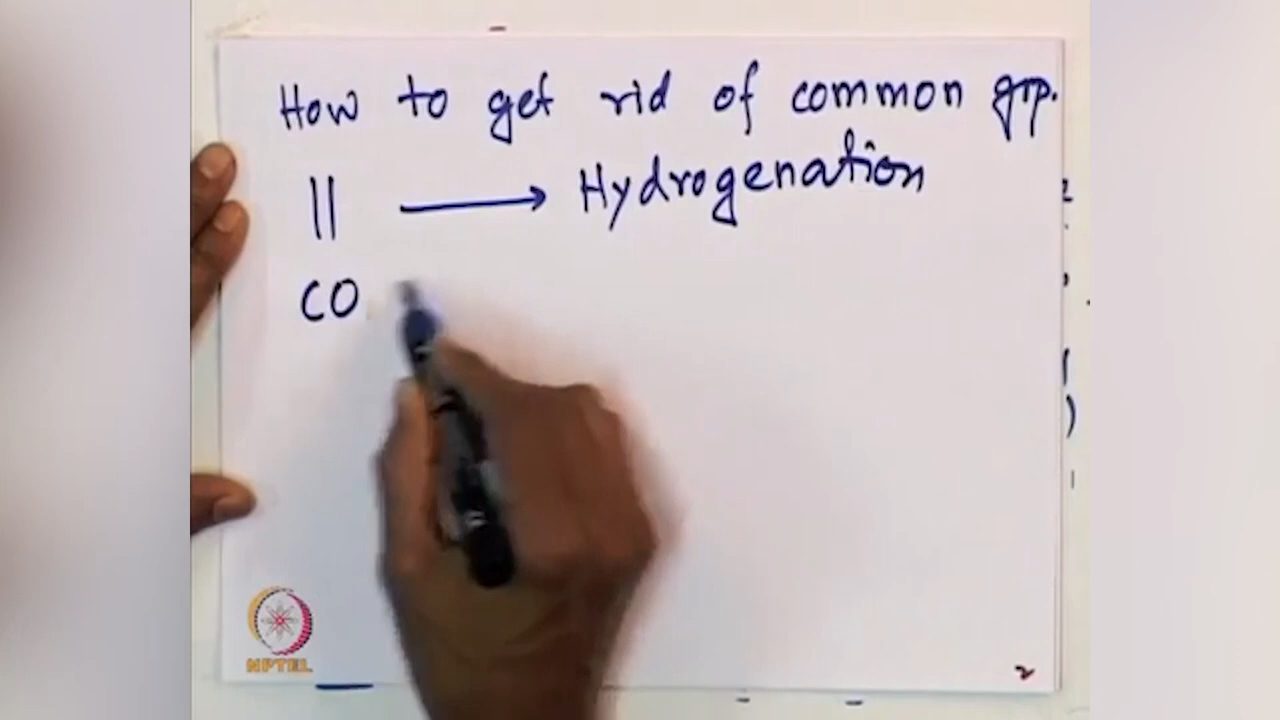 How to get rid of common grp.
|| → Hydrogenation
CO
NPTEL
2